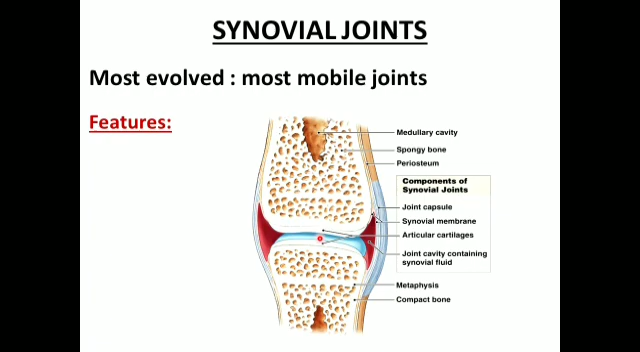 SYNOVIAL JOINTS
Most evolved : most mobile joints
Features:
Medullary cavity
Spongy bone
Periosteum
Components of
Synovial Joints
Joint capsule
Synovial membrane
Articular cartilages
Joint cavity containing
synovial fluid
Metaphysis
Compact bone